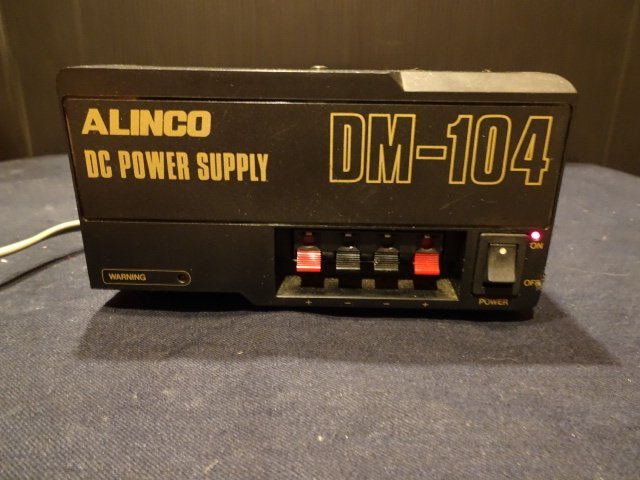 ALINCO
DC POWER SUPPLY
DM-104
WARNING
+ − − +
ON
OFF
POWER